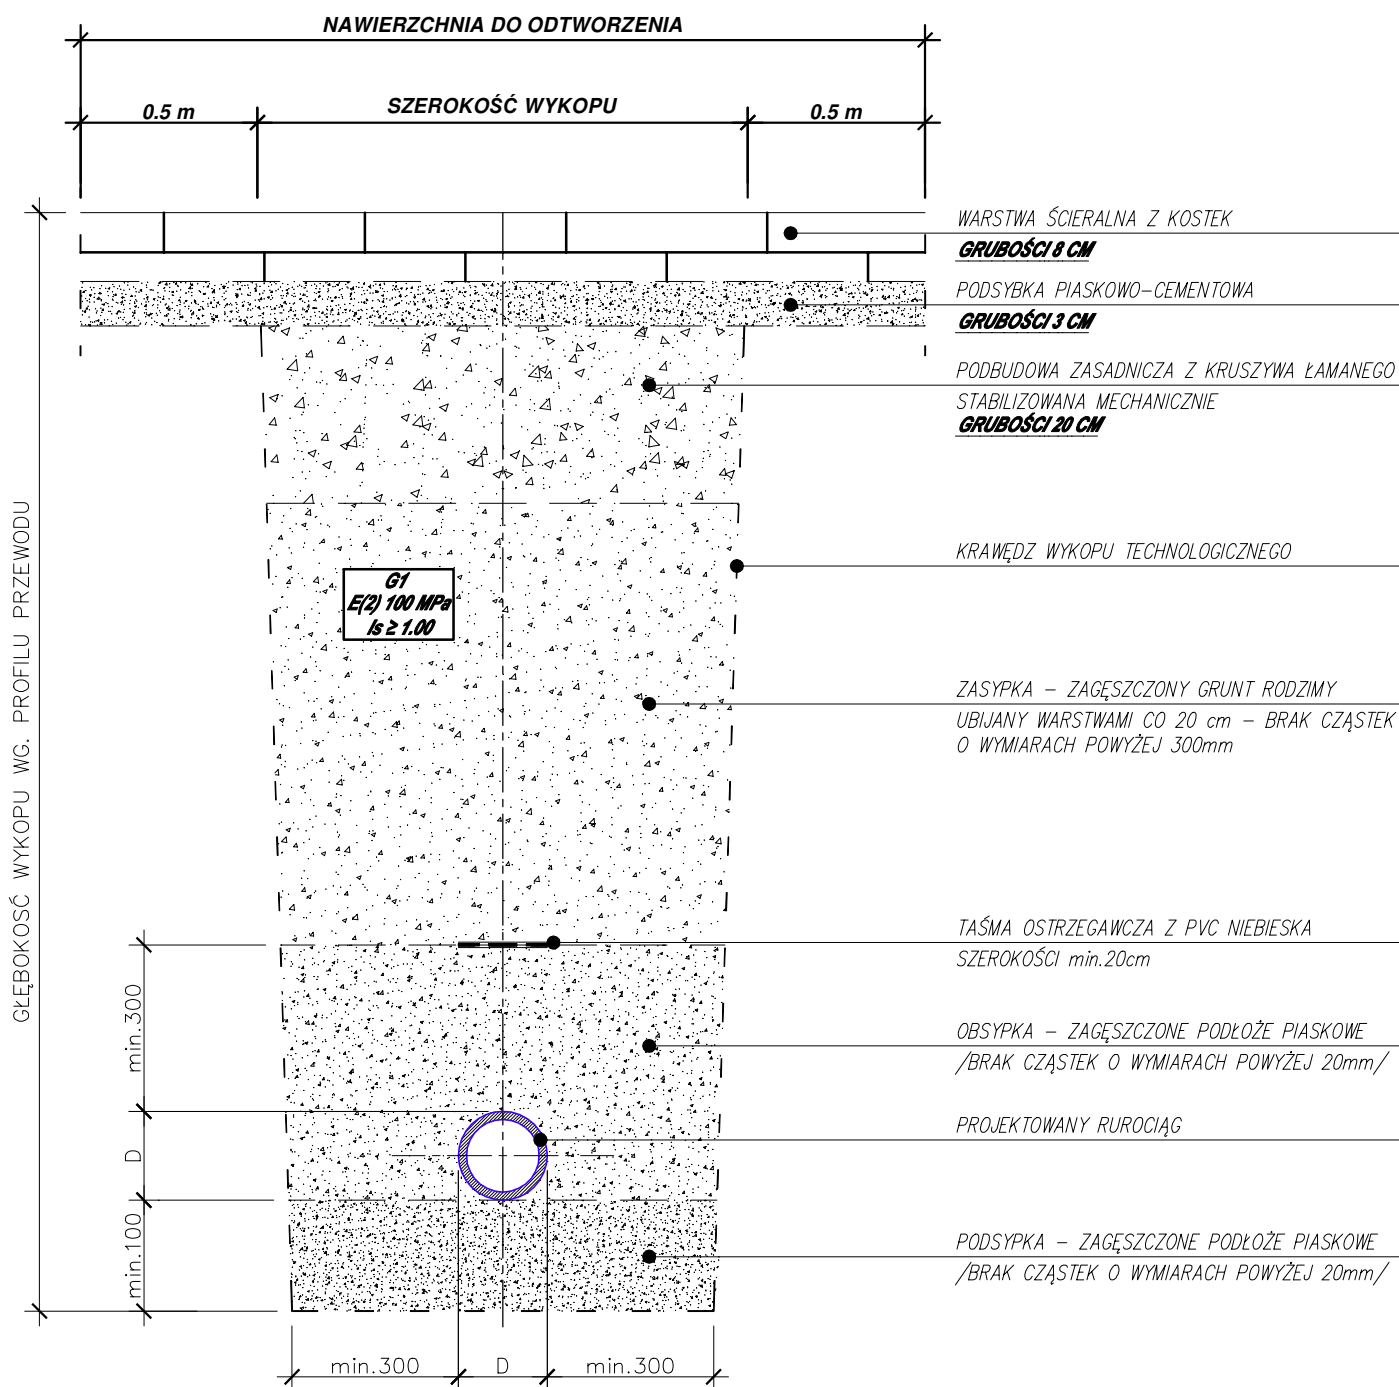 NAWIERZCHNIA DO ODTWORZENIA
0.5 m
SZEROKOŚĆ WYKOPU
0.5 m
WARSTWA ŚCIERALNA Z KOSTEK
GRUBOŚCI 8 CM
PODSYBKA PIASKOWO-CEMENTOWA
GRUBOŚCI 3 CM
PODBUDOWA ZASADNICZA Z KRUSZYWA ŁAMANEGO
STABILIZOWANA MECHANICZNIE
GRUBOŚCI 20 CM
KRAWĘDZ WYKOPU TECHNOLOGICZNEGO
G1
E(2) 100 MPa
Is ≥ 1.00
ZASYPKA – ZAGĘSZCZONY GRUNT RODZIMY
UBIJANY WARSTWAMI CO 20 cm – BRAK CZĄSTEK
O WYMIARACH POWYŻEJ 300mm
GŁĘBOKOŚĆ WYKOPU WG. PROFILU PRZEWODU
TAŚMA OSTRZEGAWCZA Z PVC NIEBIESKA
SZEROKOŚCI min.20cm
min.300
OBSYPKA – ZAGĘSZCZONE PODŁOŻE PIASKOWE
/BRAK CZĄSTEK O WYMIARACH POWYŻEJ 20mm/
PROJEKTOWANY RUROCIĄG
D
min.100
PODSYPKA – ZAGĘSZCZONE PODŁOŻE PIASKOWE
/BRAK CZĄSTEK O WYMIARACH POWYŻEJ 20mm/
min.300
D
min.300